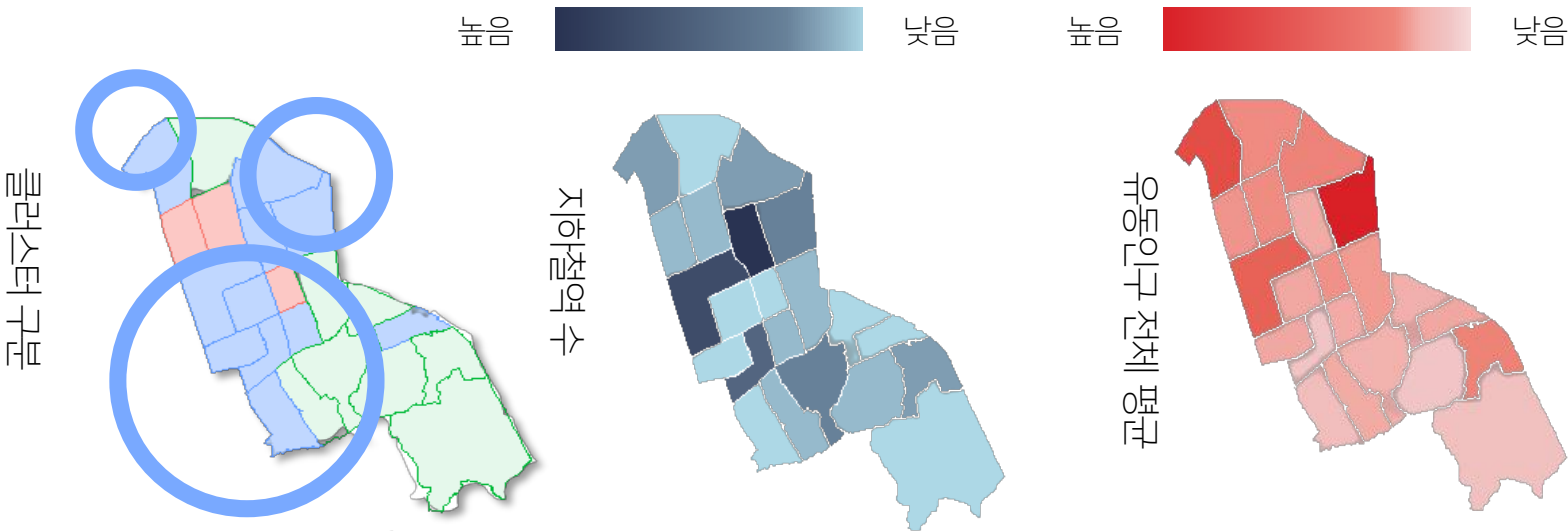 높음
낮음
높음
낮음
클러스터 구분
지하철역 수
유동인구 전체 평균